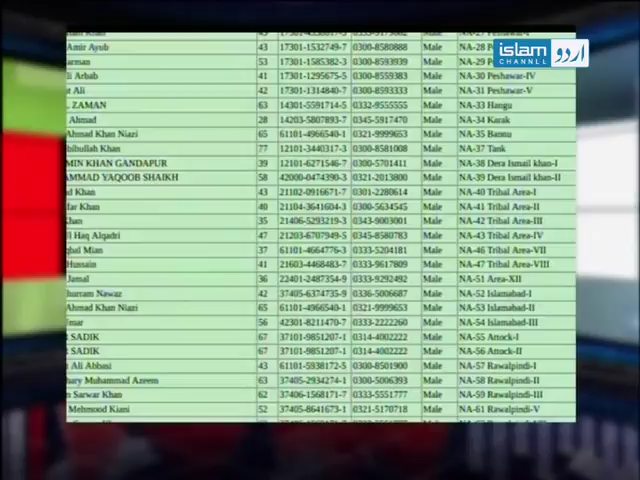 islam اردو
CHANNLL
Amir Ayub 43 17301-1532749-7 0300-8580888 Male NA-28
53 17301-1585382-3 0300-8593939 Male NA-29
Arbab 41 17301-1295675-5 0300-8559383 Male NA-30 Peshawar-IV
Ali 42 17301-1314840-7 0300-8593333 Male NA-31 Peshawar-V
ZAMAN 63 14301-5591714-5 0332-9555555 Male NA-33 Hangu
Ahmad 28 14203-5807893-7 0345-5917470 Male NA-34 Karak
Ahmad Khan Niazi 65 61101-4966540-1 0321-9999653 Male NA-35 Bannu
Khan 77 12101-3440317-3 0300-8581008 Male NA-37 Tank
KHAN GANDAPUR 39 12101-6271546-7 0300-5701411 Male NA-38 Dera Ismail khan-I
YAQOOB SHAIKH 58 42000-0474390-3 0321-2013800 Male NA-39 Dera Ismail khan-II
Khan 43 21102-0916671-7 0301-2280614 Male NA-40 Tribal Area-I
Khan 40 21104-3641604-3 0300-5634545 Male NA-41 Tribal Area-II
Khan 35 21406-5293219-3 0343-9003001 Male NA-42 Tribal Area-III
Haq Alqadri 47 21203-6707949-5 0345-8580783 Male NA-43 Tribal Area-IV
Mian 37 61101-4664776-3 0333-5204181 Male NA-46 Tribal Area-VII
Hussain 41 21603-4468483-7 0333-9617809 Male NA-47 Tribal Area-VIII
Jamal 36 22401-2487354-9 0333-9292492 Male NA-51 Area-XII
Nawaz 42 37405-6374735-9 0336-5006687 Male NA-52 Islamabad-I
Ahmad Khan Niazi 65 61101-4966540-1 0321-9999653 Male NA-53 Islamabad-II
56 42301-8211470-7 0333-2222260 Male NA-54 Islamabad-III
SADIK 67 37101-9851207-1 0314-4002222 Male NA-55 Attock-I
SADIK 67 37101-9851207-1 0314-4002222 Male NA-56 Attock-II
Ali Abbasi 43 61101-5938172-5 0300-8501900 Male NA-57 Rawalpindi-I
Muhammad Azeem 63 37405-2934274-1 0300-5006393 Male NA-58 Rawalpindi-II
Sarwar Khan 62 37406-1568171-7 0333-5551777 Male NA-59 Rawalpindi-III
Mehmood Kiani 52 37405-8641673-1 0321-5170718 Male NA-61 Rawalpindi-V